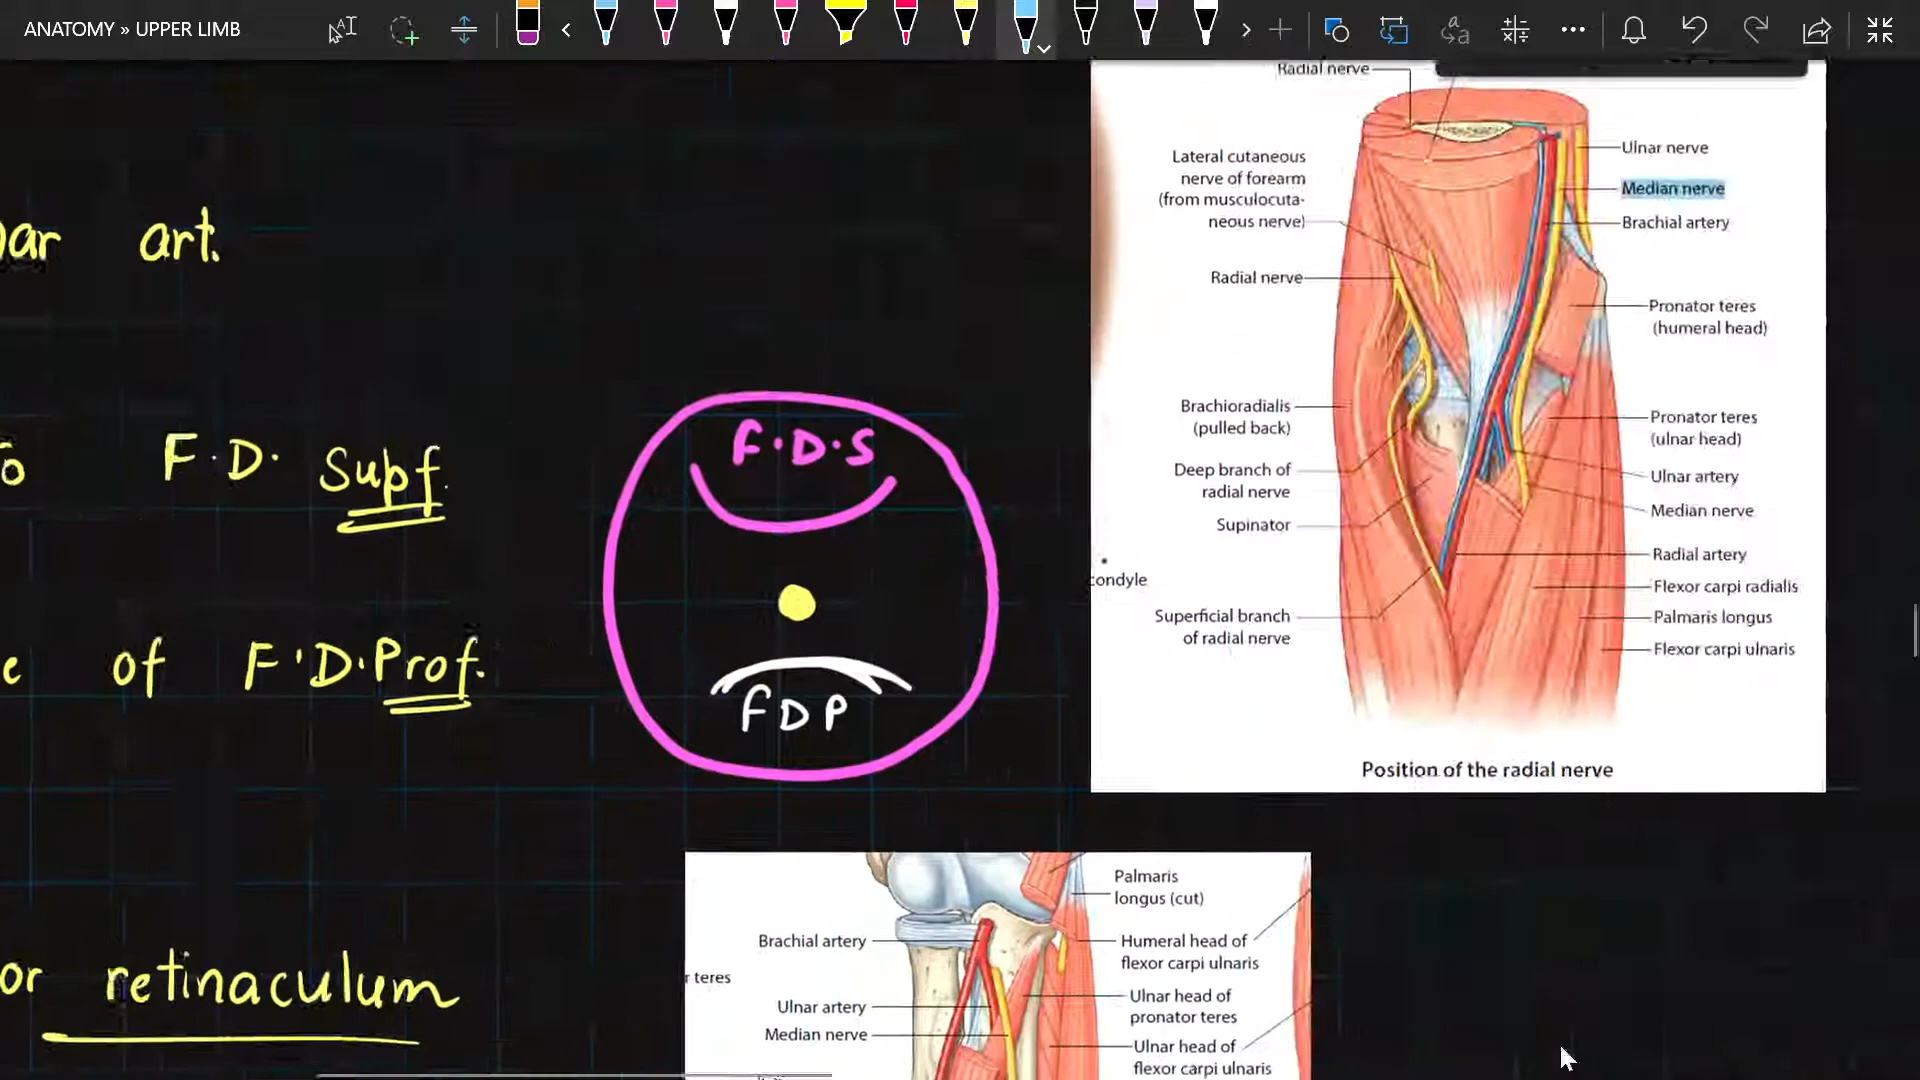 ANATOMY » UPPER LIMB
art.
F.D. Supf.
of F.D.Prof.
retinaculum
F.D.S
FDP
Radial nerve
Lateral cutaneous
nerve of forearm
(from musculocuta-
neous nerve)
Radial nerve
Brachioradialis
(pulled back)
Deep branch of
radial nerve
Supinator
Superficial branch
of radial nerve
Ulnar nerve
Median nerve
Brachial artery
Pronator teres
(humeral head)
Pronator teres
(ulnar head)
Ulnar artery
Median nerve
Radial artery
Flexor carpi radialis
Palmaris longus
Flexor carpi ulnaris
condyle
Position of the radial nerve
Brachial artery
r teres
Ulnar artery
Median nerve
Palmaris
longus (cut)
Humeral head of
flexor carpi ulnaris
Ulnar head of
pronator teres
Ulnar head of
flexor carpi ulnaris